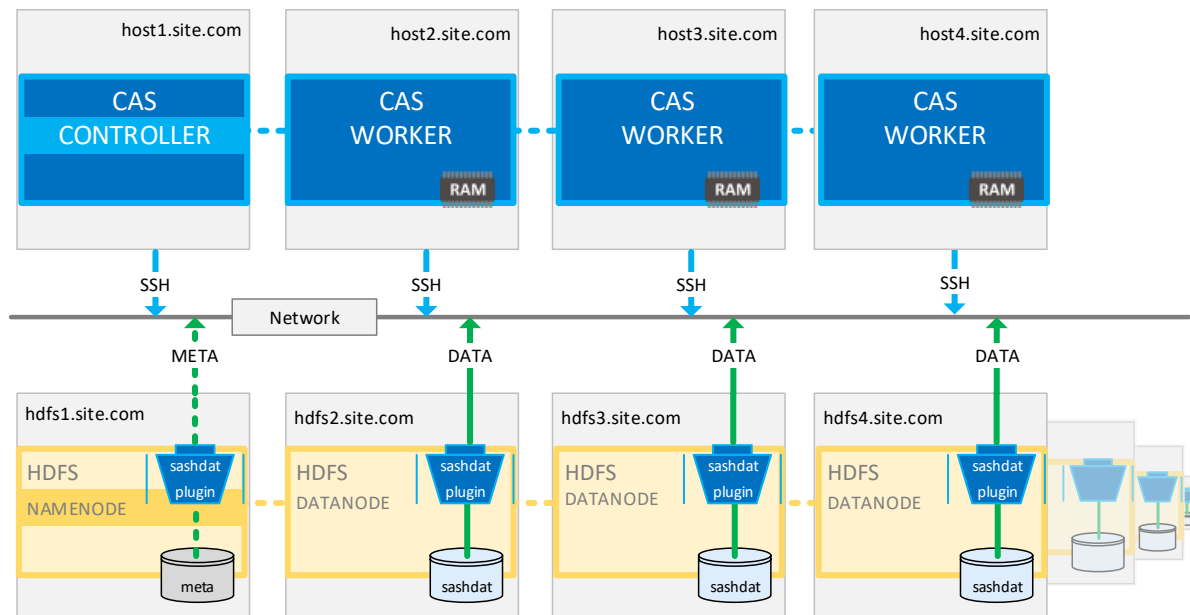 host1.site.com
host2.site.com
host3.site.com
host4.site.com
CAS
CONTROLLER
CAS
WORKER
RAM
CAS
WORKER
RAM
CAS
WORKER
RAM
SSH
SSH
SSH
SSH
Network
META
DATA
DATA
DATA
hdfs1.site.com
hdfs2.site.com
hdfs3.site.com
hdfs4.site.com
HDFS
NAMENODE
sashdat
plugin
meta
HDFS
DATANODE
sashdat
plugin
sashdat
HDFS
DATANODE
sashdat
plugin
sashdat
HDFS
DATANODE
sashdat
plugin
sashdat